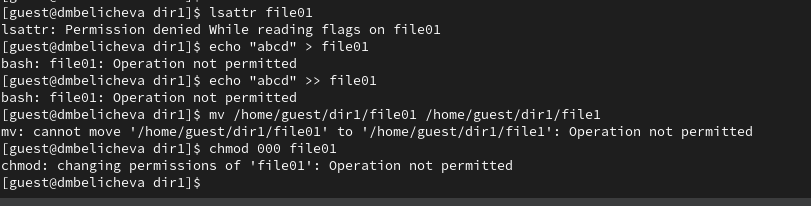 [guest@dmbelicheva dir1]$ lsattr file01
lsattr: Permission denied While reading flags on file01
[guest@dmbelicheva dir1]$ echo "abcd" > file01
bash: file01: Operation not permitted
[guest@dmbelicheva dir1]$ echo "abcd" >> file01
bash: file01: Operation not permitted
[guest@dmbelicheva dir1]$ mv /home/guest/dir1/file01 /home/guest/dir1/file1
mv: cannot move '/home/guest/dir1/file01' to '/home/guest/dir1/file1': Operation not permitted
[guest@dmbelicheva dir1]$ chmod 000 file01
chmod: changing permissions of 'file01': Operation not permitted
[guest@dmbelicheva dir1]$